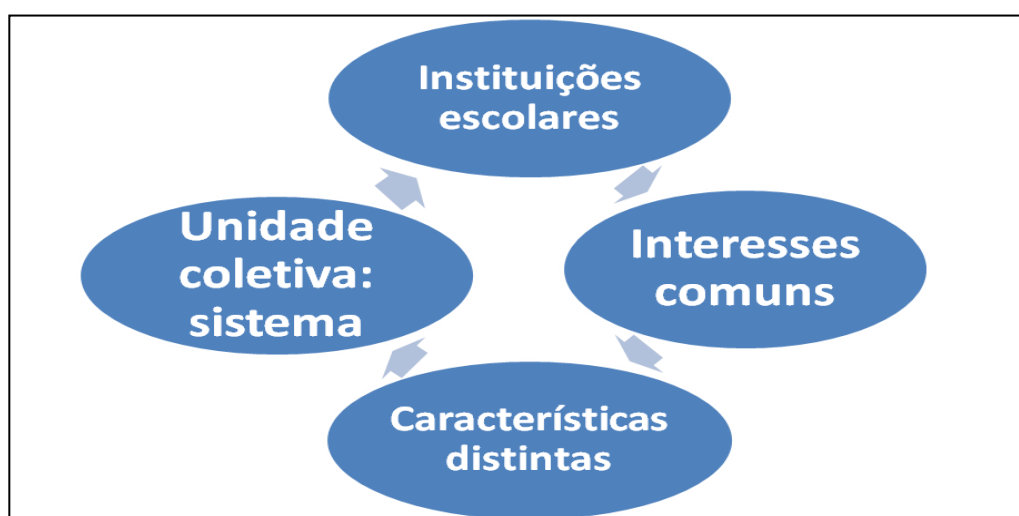 Instituições
escolares
Unidade
coletiva:
sistema
Interesses
comuns
Características
distintas